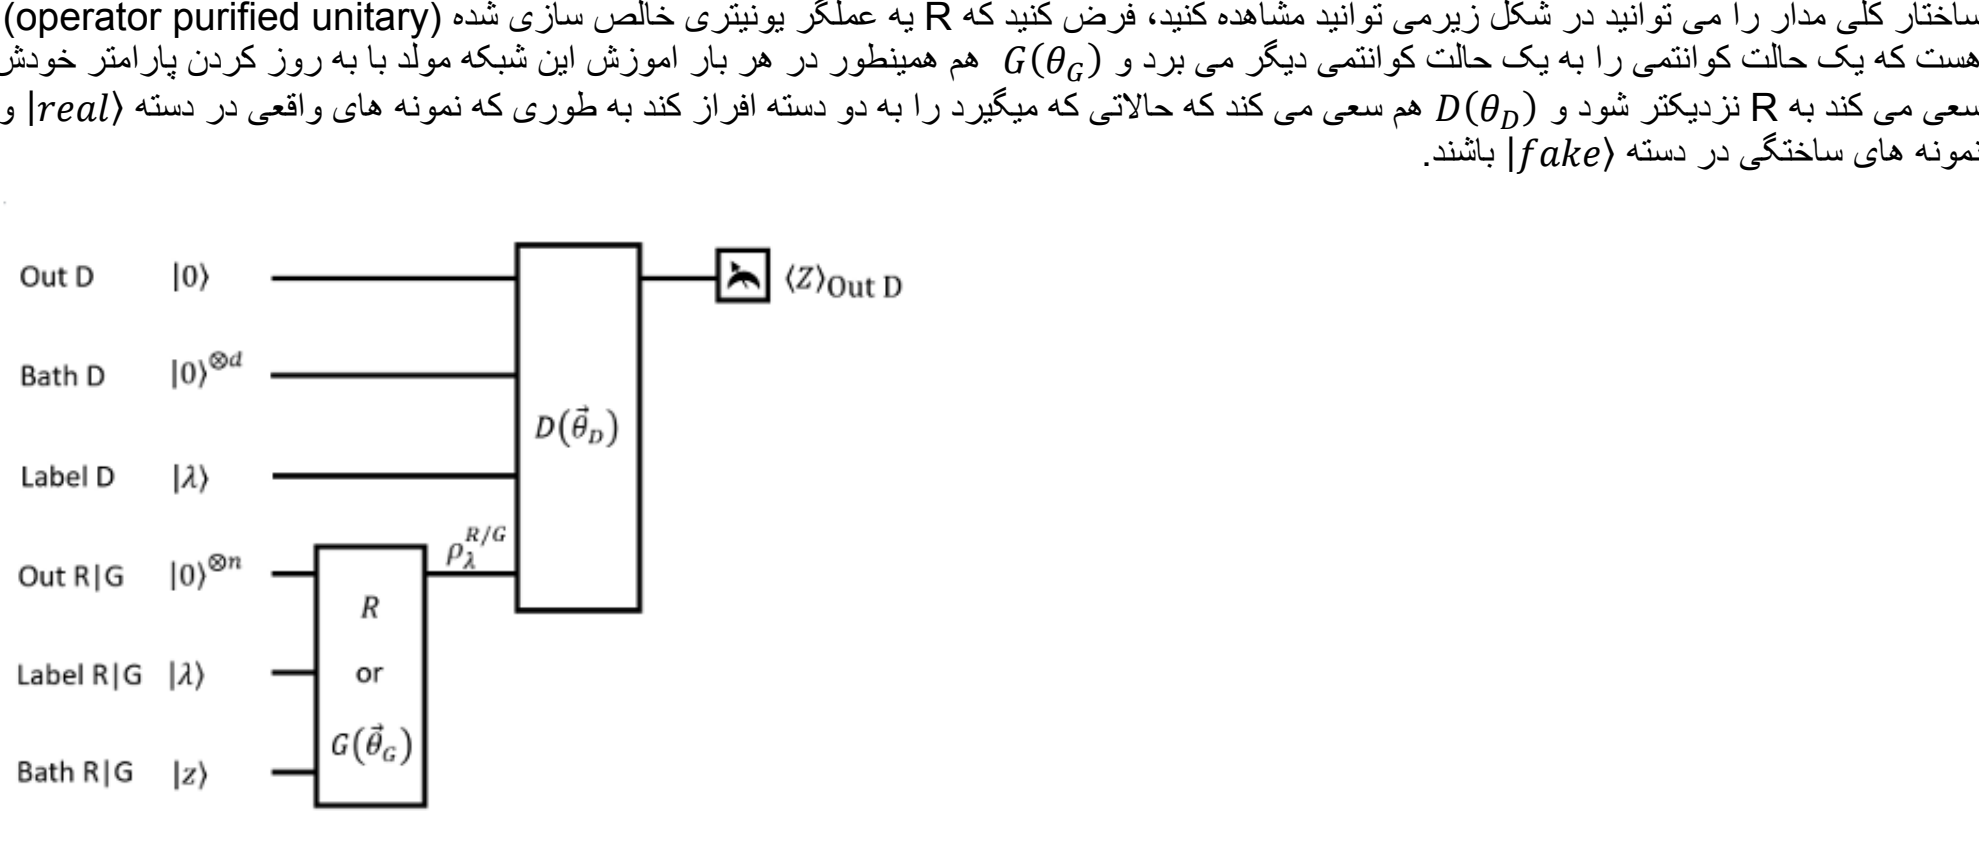 ساختار کلی مدار را می توانید در شکل زیرمی توانید مشاهده کنید، فرض کنید که R یه عملگر یونیتری خالص سازی شده (operator purified unitary)
هست که یک حالت کوانتمی را به یک حالت کوانتمی دیگر می برد و G(θ_G) هم همینطور در هر بار اموزش این شبکه مولد با به روز کردن پارامتر خودش
سعی می کند به R نزدیکتر شود و D(θ_D) هم سعی می کند که حالاتی که میگیرد را به دو دسته افراز کند به طوری که نمونه های واقعی در دسته |real⟩ و
نمونه های ساختگی در دسته |fake⟩ باشند.
Out D |0⟩ ⟨Z⟩Out D
Bath D |0⟩^⊗d
D(θ⃗_D)
Label D |λ⟩
ρ_λ^R/G
Out R|G |0⟩^⊗n
R
Label R|G |λ⟩ or
G(θ⃗_G)
Bath R|G |z⟩